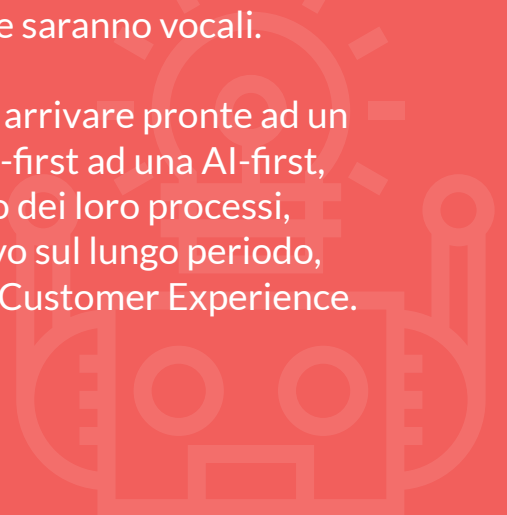 e saranno vocali.
arrivare pronte ad un
-first ad una AI-first,
o dei loro processi,
vo sul lungo periodo,
Customer Experience.